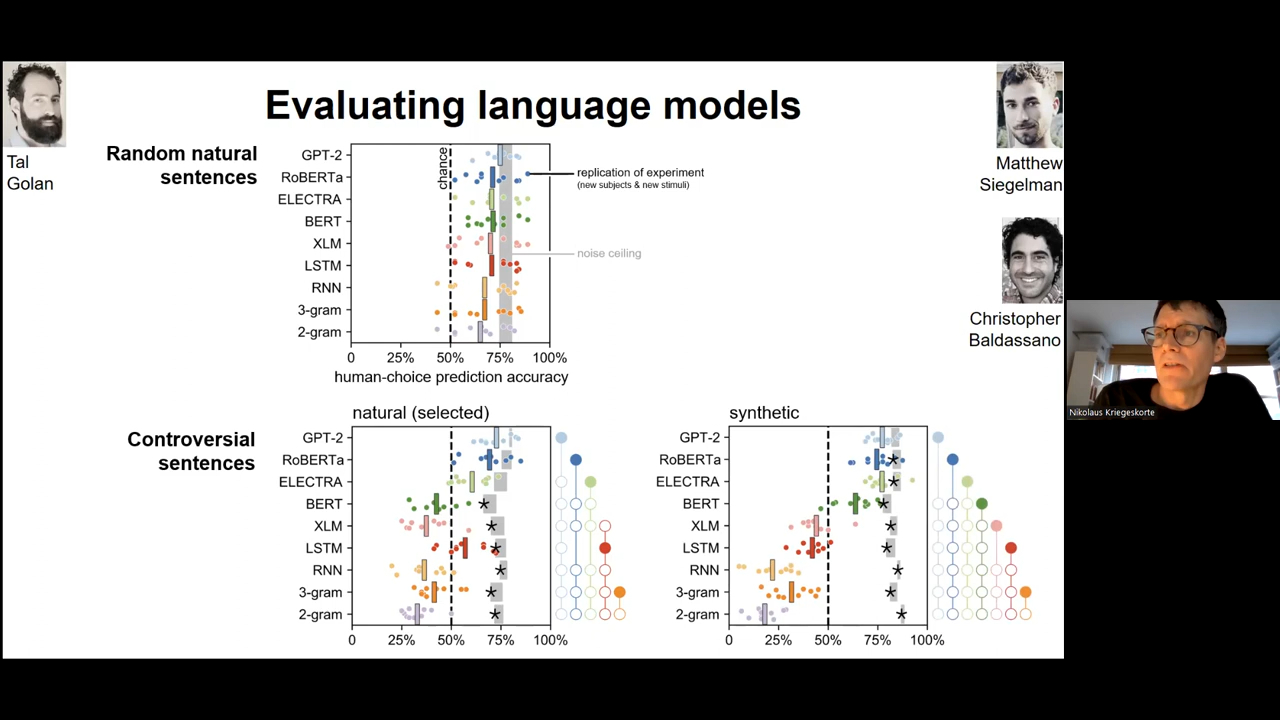 Evaluating language models
Tal
Golan
Matthew
Siegelman
Christopher
Baldassano
Nikolaus Kriegeskorte
Random natural
sentences
chance
GPT-2
RoBERTa
ELECTRA
BERT
XLM
LSTM
RNN
3-gram
2-gram
0 25% 50% 75% 100%
human-choice prediction accuracy
replication of experiment
(new subjects & new stimuli)
noise ceiling
Controversial
sentences
natural (selected)
GPT-2
RoBERTa
ELECTRA
BERT
XLM
LSTM
RNN
3-gram
2-gram
0 25% 50% 75% 100%
synthetic
GPT-2
RoBERTa
ELECTRA
BERT
XLM
LSTM
RNN
3-gram
2-gram
0 25% 50% 75% 100%